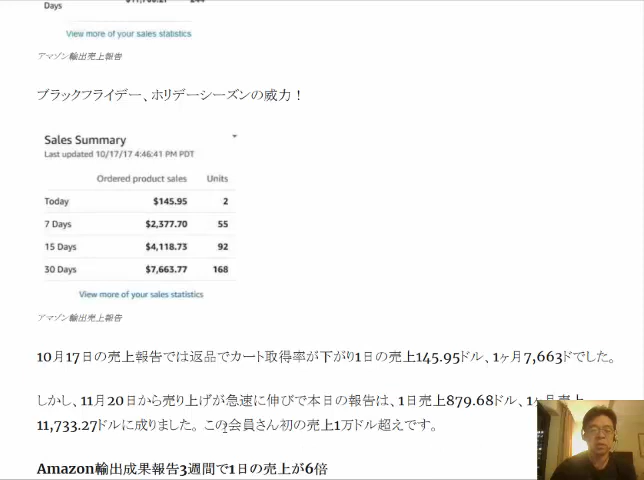 Days
View more of your sales statistics
アマゾン輸出売上報告
ブラックフライデー、ホリデーシーズンの威力！
Sales Summary
Last updated 10/17/17 4:46:41 PM PDT
Ordered product sales Units
Today $145.95 2
7 Days $2,377.70 55
15 Days $4,118.73 92
30 Days $7,663.77 168
View more of your sales statistics
アマゾン輸出売上報告
10月17日の売上報告では返品でカート取得率が下がり1日の売上145.95ドル、1ヶ月7,663ドでした。
しかし、11月20日から売り上げが急速に伸びで本日の報告は、1日売上879.68ドル、1ヶ月売上
11,733.27ドルに成りました。この会員さん初の売上1万ドル超えです。
Amazon輸出成果報告3週間で1日の売上が6倍